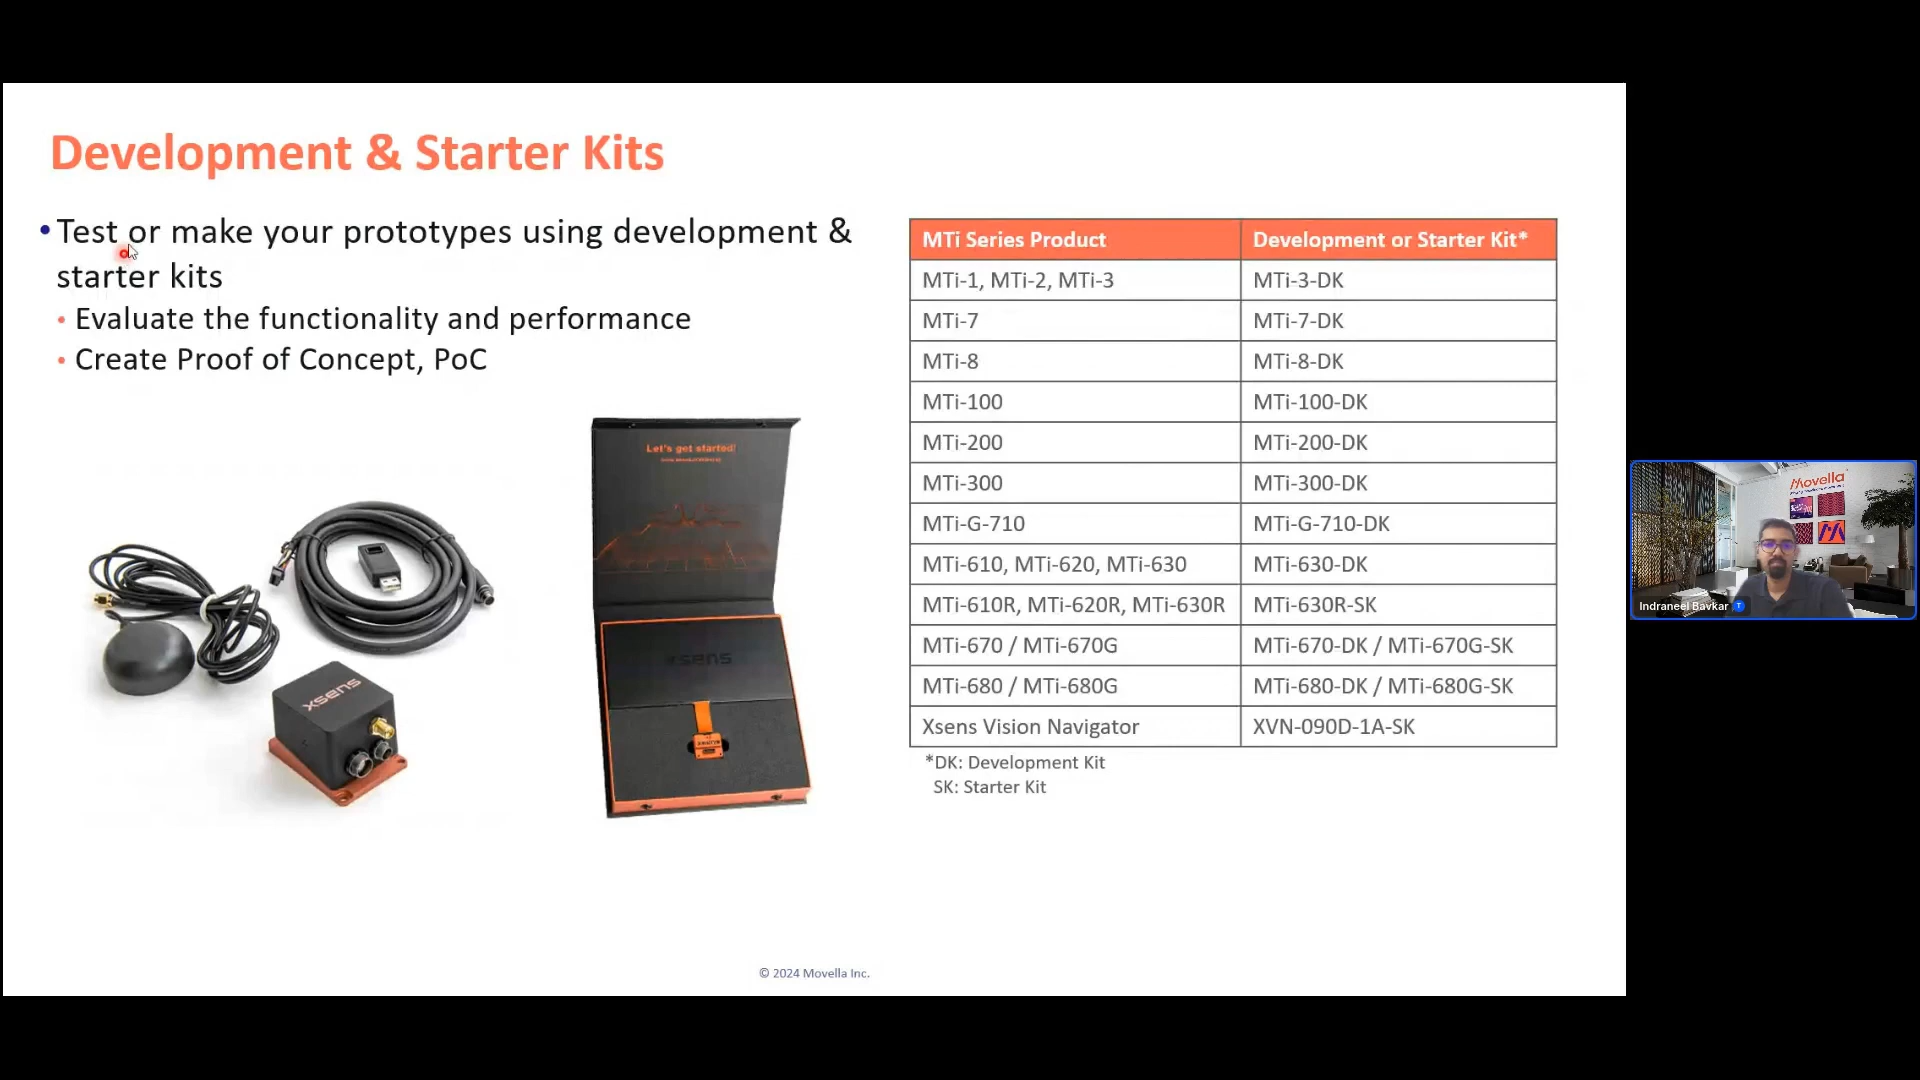 Development & Starter Kits
• Test or make your prototypes using development &
starter kits
• Evaluate the functionality and performance
• Create Proof of Concept, PoC
Let's get started!
xsens
XSENS
MTi Series Product Development or Starter Kit*
MTi-1, MTi-2, MTi-3 MTi-3-DK
MTi-7 MTi-7-DK
MTi-8 MTi-8-DK
MTi-100 MTi-100-DK
MTi-200 MTi-200-DK
MTi-300 MTi-300-DK
MTi-G-710 MTi-G-710-DK
MTi-610, MTi-620, MTi-630 MTi-630-DK
MTi-610R, MTi-620R, MTi-630R MTi-630R-SK
MTi-670 / MTi-670G MTi-670-DK / MTi-670G-SK
MTi-680 / MTi-680G MTi-680-DK / MTi-680G-SK
Xsens Vision Navigator XVN-090D-1A-SK
*DK: Development Kit
SK: Starter Kit
© 2024 Movella Inc.
Movella
Indraneel Bavkar